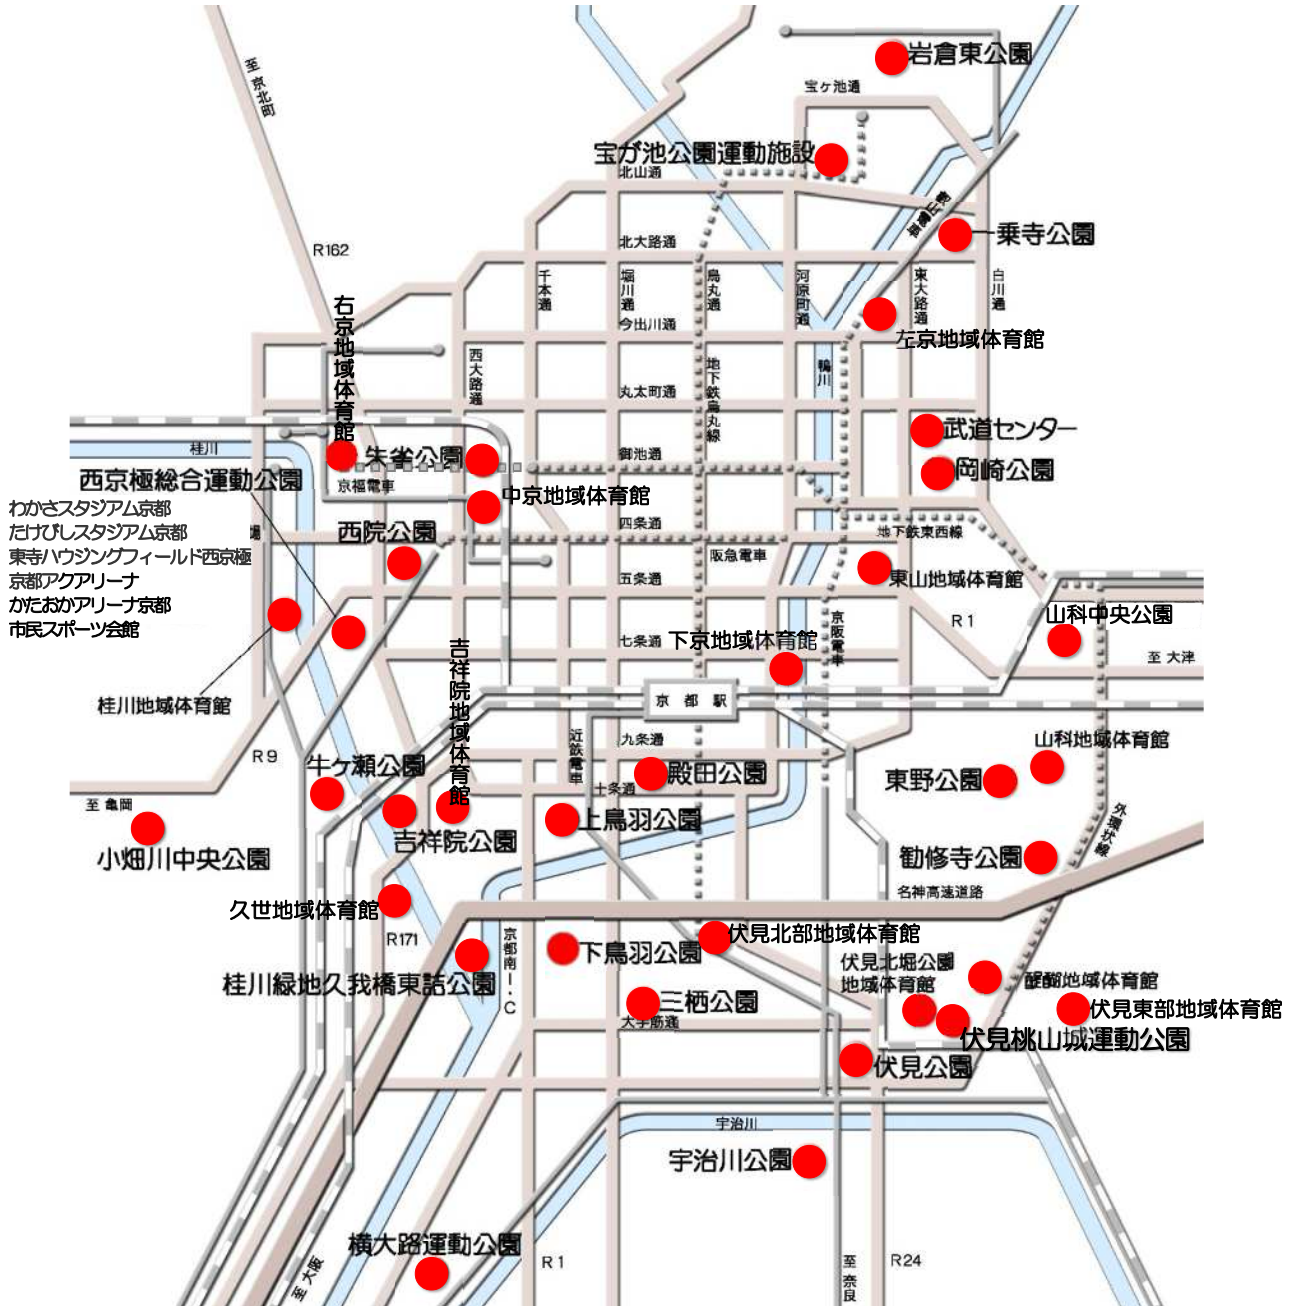 岩倉東公園
至 京北町
宝ヶ池通
宝が池公園運動施設
北山通
叡山電車
一乗寺公園
R162
北大路通
千本通
堀川通
烏丸通
河原町通
東大路通
白川通
右京地域体育館
今出川通
左京地域体育館
西大路通
地下鉄烏丸線
鴨川
丸太町通
武道センター
桂川
朱雀公園
御池通
岡崎公園
西京極総合運動公園
京福電車
中京地域体育館
わかさスタジアム京都
たけびしスタジアム京都
東寺ハウジングフィールド西京極
京都アクアリーナ
かたおかアリーナ京都
市民スポーツ会館
西院公園
四条通
地下鉄東西線
阪急電車
五条通
東山地域体育館
山科中央公園
R1
京阪電車
七条通
下京地域体育館
至 大津
吉祥院地域体育館
桂川地域体育館
京都駅
近鉄電車
九条通
山科地域体育館
R9
牛ケ瀬公園
殿田公園
東野公園
至 亀岡
十条通
外環状線
小畑川中央公園
吉祥院公園
上鳥羽公園
勧修寺公園
名神高速道路
久世地域体育館
R171
京都南I・C
下鳥羽公園
伏見北部地域体育館
桂川緑地久我橋東詰公園
伏見北堀公園
地域体育館
醍醐地域体育館
三栖公園
大手筋通
伏見東部地域体育館
伏見桃山城運動公園
伏見公園
宇治川
宇治川公園
横大路運動公園
至 大阪
R1
至 奈良
R24